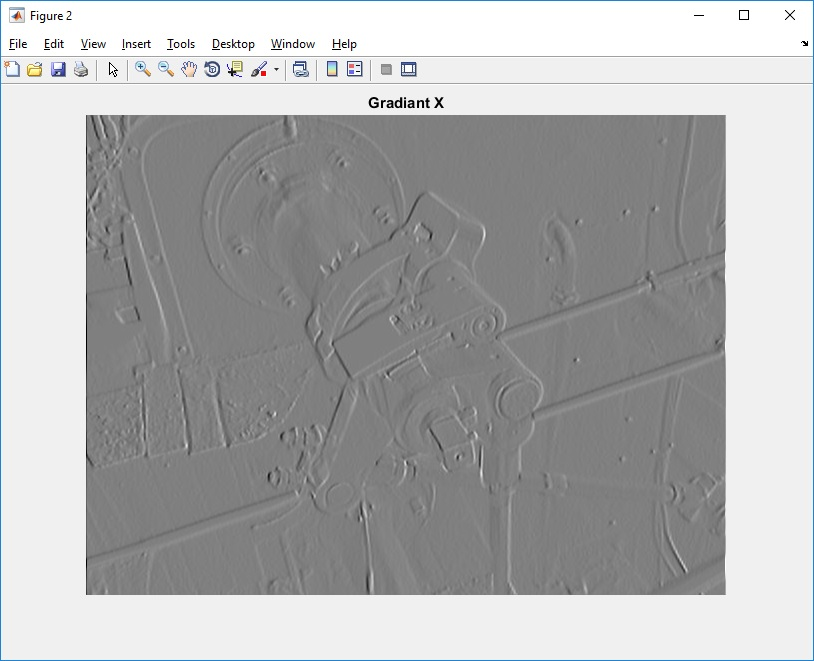 Figure 2
File Edit View Insert Tools Desktop Window Help
Gradiant X